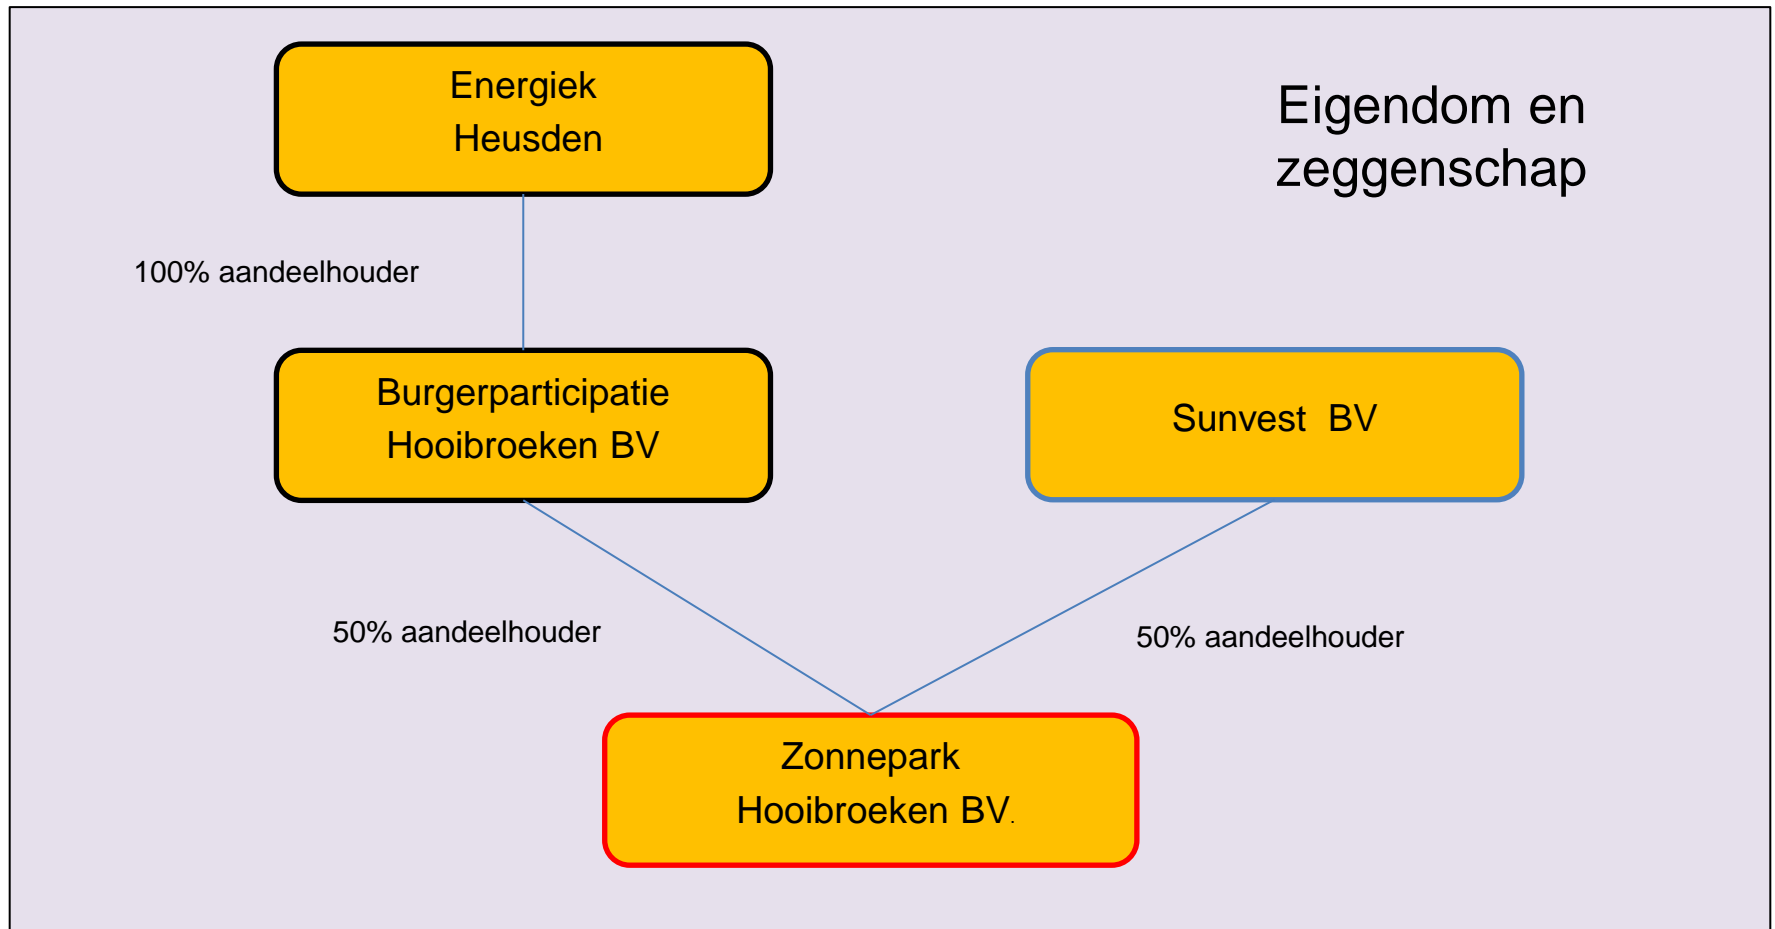 Energiek
Heusden
Eigendom en
zeggenschap
100% aandeelhouder
Burgerparticipatie
Hooibroeken BV
Sunvest  BV
50% aandeelhouder
50% aandeelhouder
Zonnepark
Hooibroeken BV.